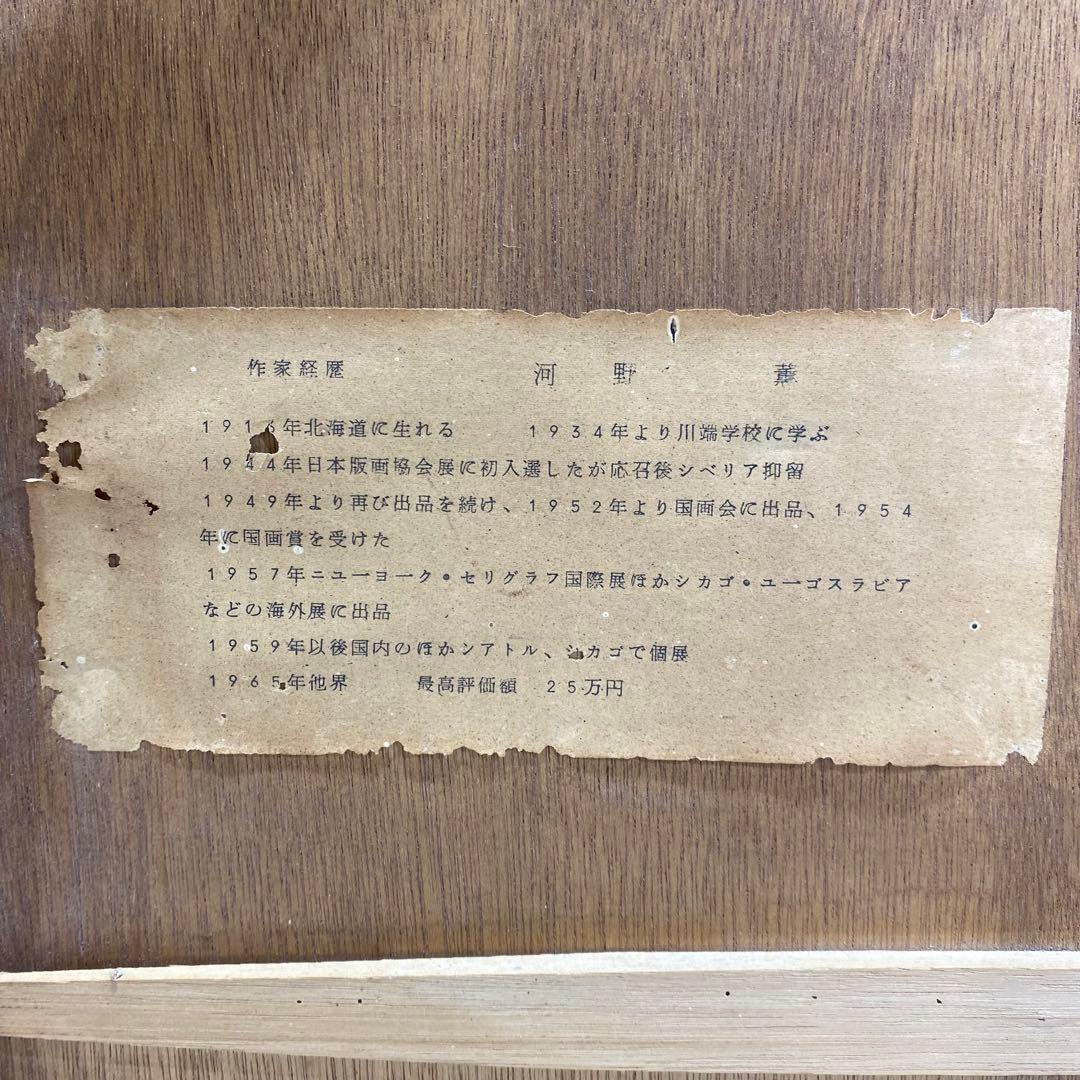 作家経歴 河野 薫
1916年北海道に生れる 1934年より川端学校に学ぶ
1944年日本版画協会展に初入選したが応召後シベリア抑留
1949年より再び出品を続け、1952年より国画会に出品、1954
年に国画賞を受けた
1957年ニューヨーク・セリグラフ国際展ほかシカゴ・ユーゴスラビア
などの海外展に出品
1959年以後国内のほかシアトル、シカゴで個展
1965年他界 最高評価額 25万円